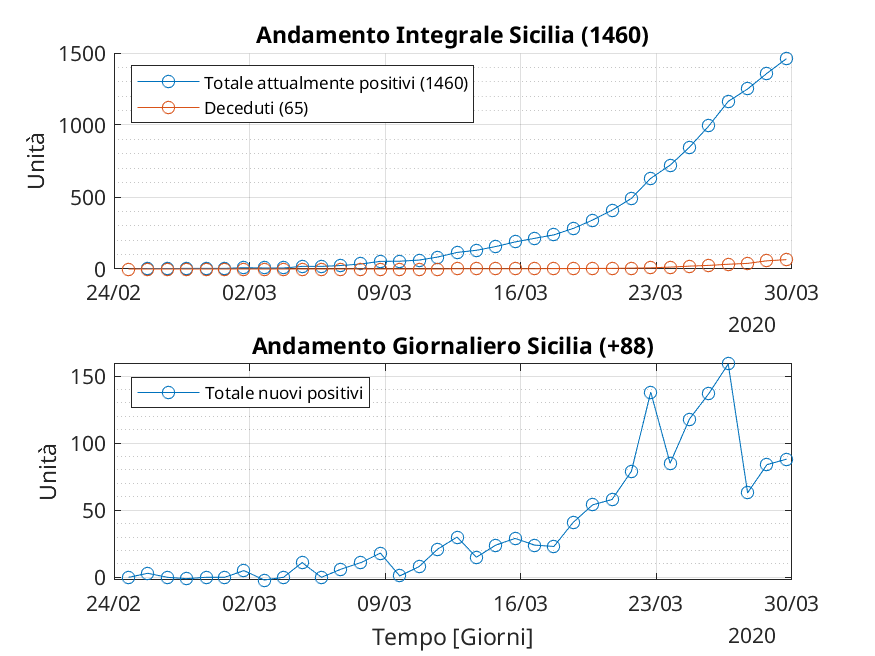 Andamento Integrale Sicilia (1460)
1500
1000
500
0
Unità
Totale attualmente positivi (1460)
Deceduti (65)
24/02 02/03 09/03 16/03 23/03 30/03
2020
Andamento Giornaliero Sicilia (+88)
150
100
50
0
Unità
Totale nuovi positivi
24/02 02/03 09/03 16/03 23/03 30/03
Tempo [Giorni]
2020